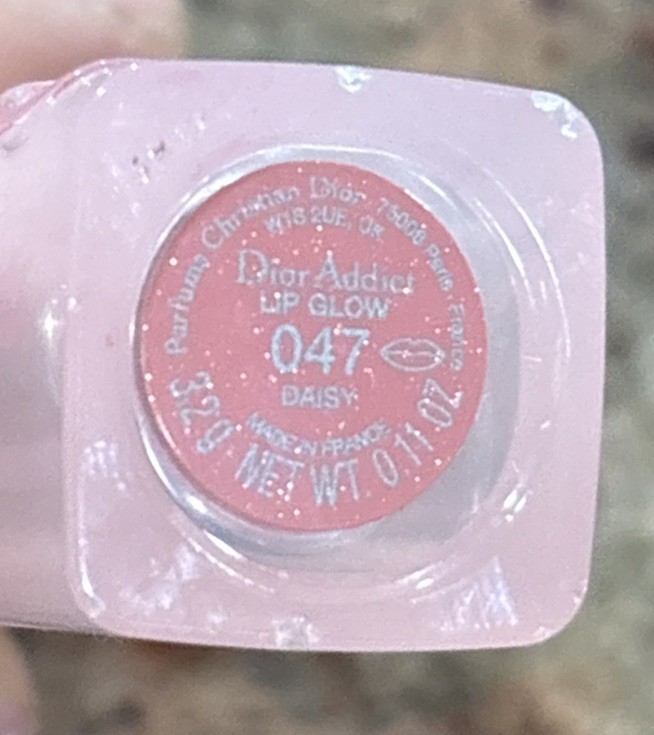 Parfums Christian Dior 75008 Paris France
W1S 2UE, UK
Dior Addict
LIP GLOW
047
DAISY
MADE IN FRANCE
3.2 g NET WT. 0.11 OZ